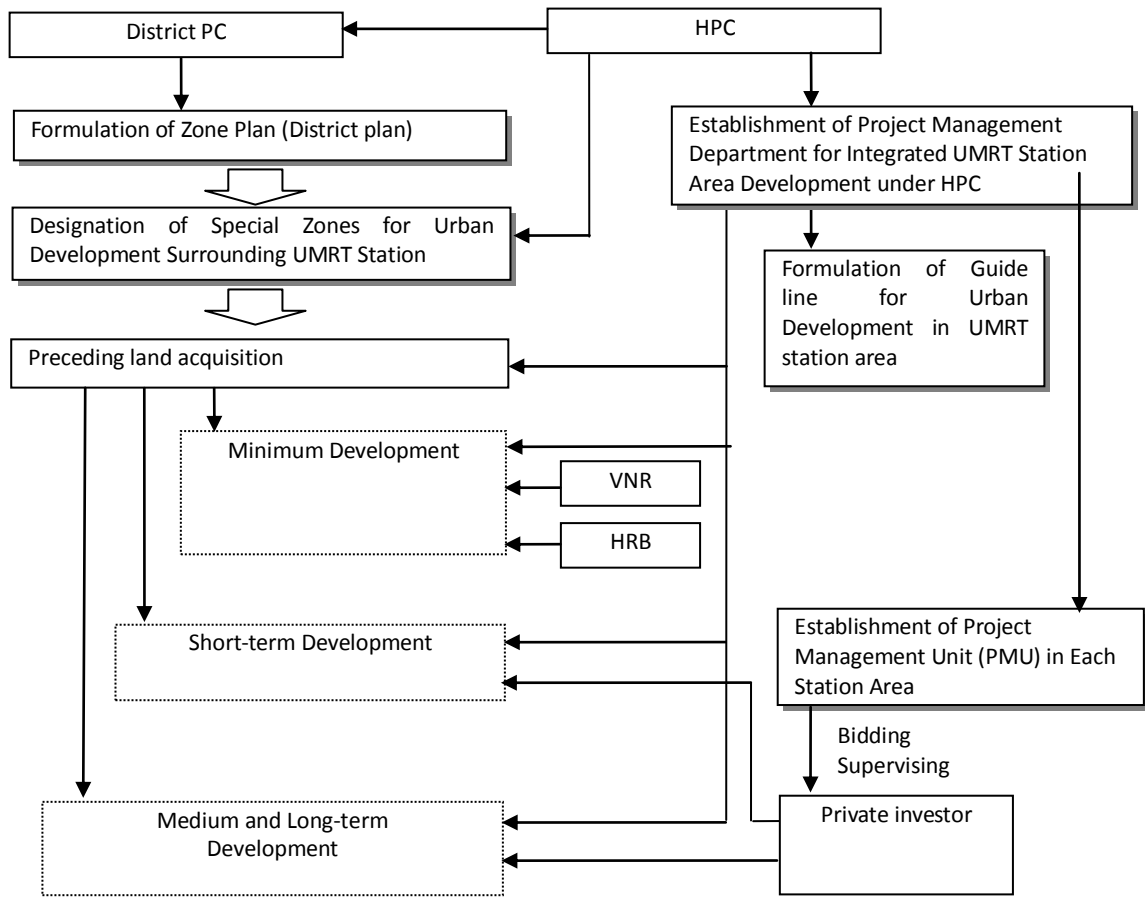 District PC
HPC
Formulation of Zone Plan (District plan)
Establishment of Project Management
Department for Integrated UMRT Station
Area Development under HPC
Designation of Special Zones for Urban
Development Surrounding UMRT Station
Formulation of Guide
line for Urban
Development in UMRT
station area
Preceding land acquisition
Minimum Development
VNR
HRB
Short-term Development
Establishment of Project
Management Unit (PMU) in Each
Station Area
Bidding
Supervising
Medium and Long-term
Development
Private investor